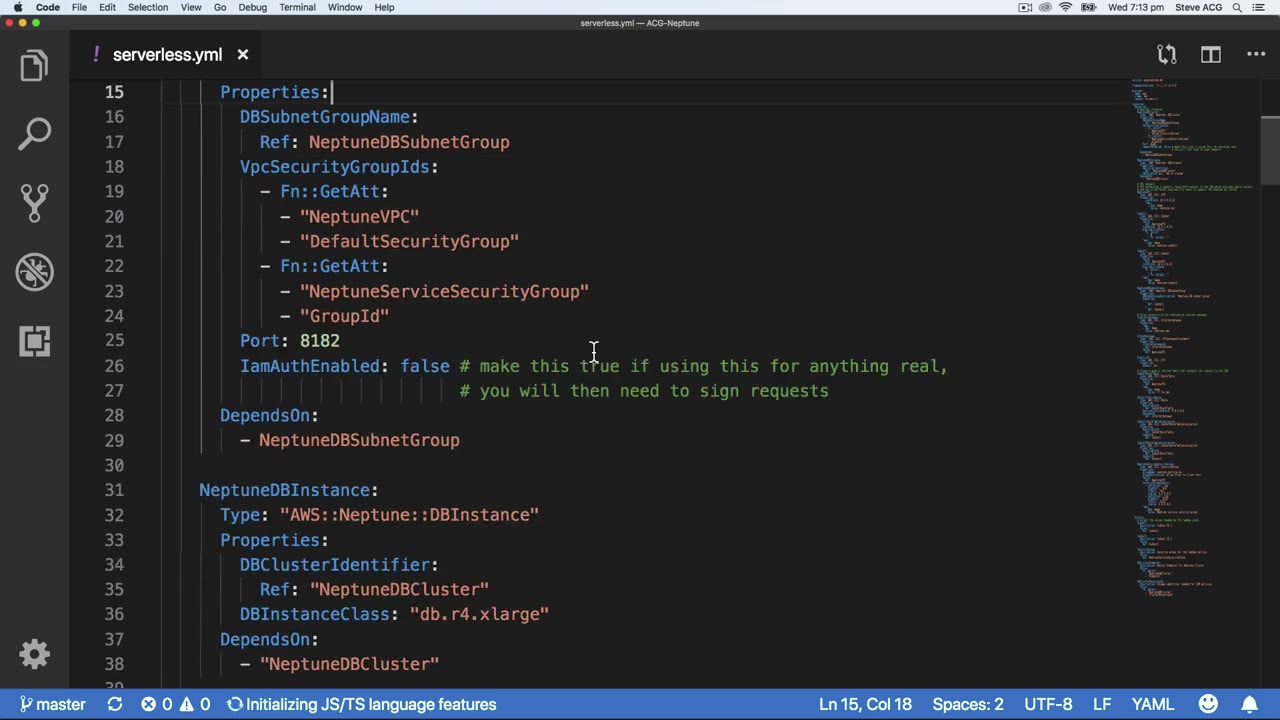 Code File Edit Selection View Go Debug Terminal Window Help Wed 7:13 pm Steve ACG
serverless.yml — ACG-Neptune
! serverless.yml ×
15 Properties:
16 DBSubnetGroupName:
17 Ref: NeptuneDBSubnetGroup
18 VpcSecurityGroupIds:
19 - Fn::GetAtt:
20 - "NeptuneVPC"
21 - "DefaultSecurityGroup"
22 - Fn::GetAtt:
23 - "NeptuneServiceSecurityGroup"
24 - "GroupId"
25 Port: 8182
26 IamAuthEnabled: false # make this true if using this for anything real,
27 # you will then need to sign requests
28 DependsOn:
29 - NeptuneDBSubnetGroup
30
31 NeptuneDBInstance:
32 Type: "AWS::Neptune::DBInstance"
33 Properties:
34 DBClusterIdentifier:
35 Ref: "NeptuneDBCluster"
36 DBInstanceClass: "db.r4.xlarge"
37 DependsOn:
38 - "NeptuneDBCluster"
39
master 0 0 Initializing JS/TS language features Ln 15, Col 18 Spaces: 2 UTF-8 LF YAML